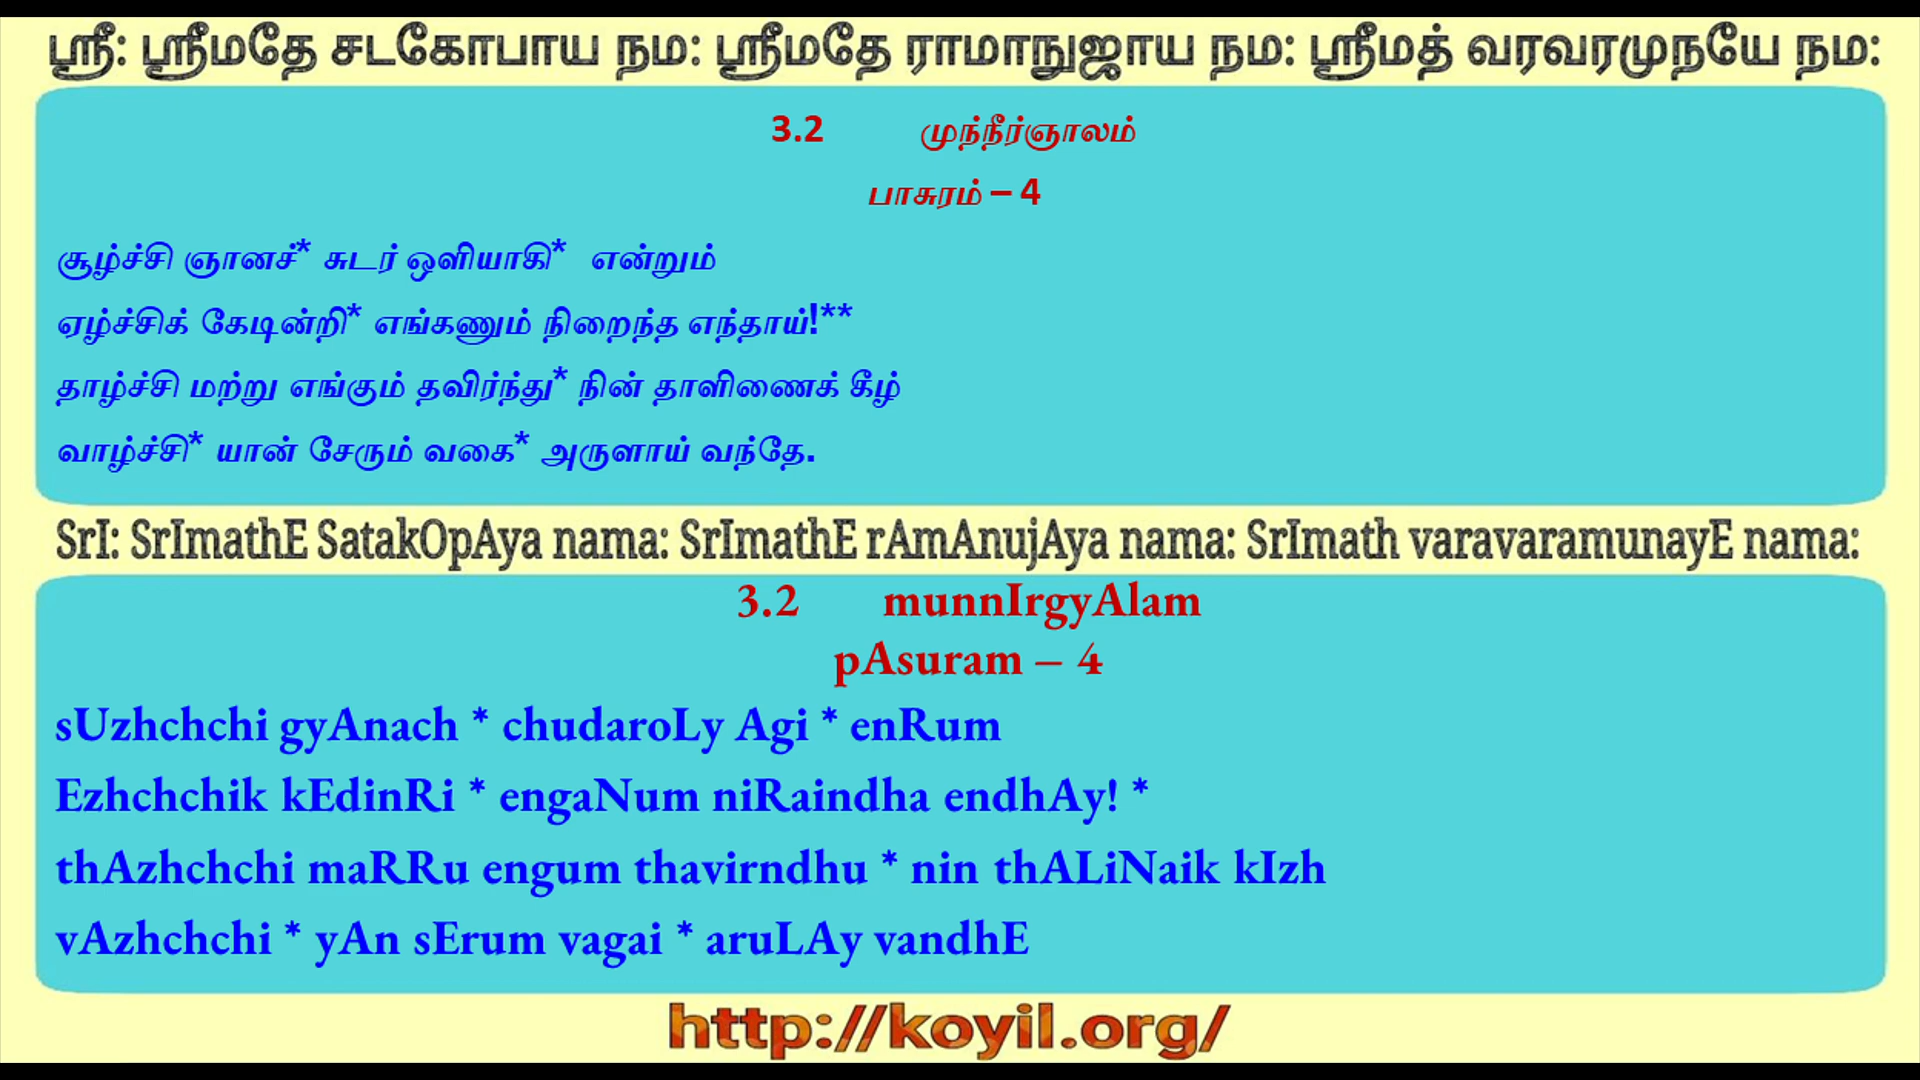 ஸ்ரீ: ஸ்ரீமதே சடகோபாய நம: ஸ்ரீமதே ராமாநுஜாய நம: ஸ்ரீமத் வரவரமுநயே நம:
3.2 முந்நீர்ஞாலம்
பாசுரம் – 4
சூழ்ச்சி ஞானச்* சுடர் ஒளியாகி* என்றும்
ஏழ்ச்சிக் கேடின்றி* எங்கணும் நிறைந்த எந்தாய்!**
தாழ்ச்சி மற்று எங்கும் தவிர்ந்து* நின் தாளிணைக் கீழ்
வாழ்ச்சி* யான் சேரும் வகை* அருளாய் வந்தே.
SrI: SrImathE SatakOpAya nama: SrImathE rAmAnujAya nama: SrImath varavaramunayE nama:
3.2 munnIrgyAlam
pAsuram – 4
sUzhchchi gyAnach * chudaroLy Agi * enRum
Ezhchchik kEdinRi * engaNum niRaindha endhAy! *
thAzhchchi maRRu engum thavirndhu * nin thALiNaik kIzh
vAzhchchi * yAn sErum vagai * aruLAy vandhE
http://koyil.org/